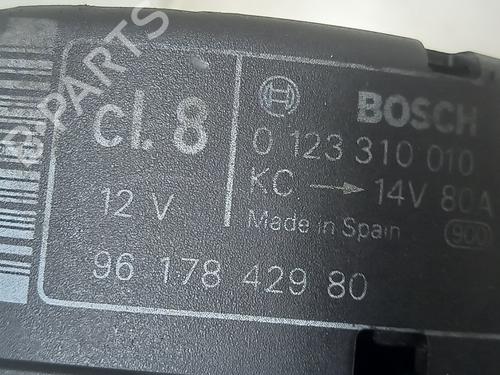 B-PARTS
cl. 8
BOSCH
0 123 310 010
KC → 14V 80A
12 V
Made in Spain 900
96 178 429 80